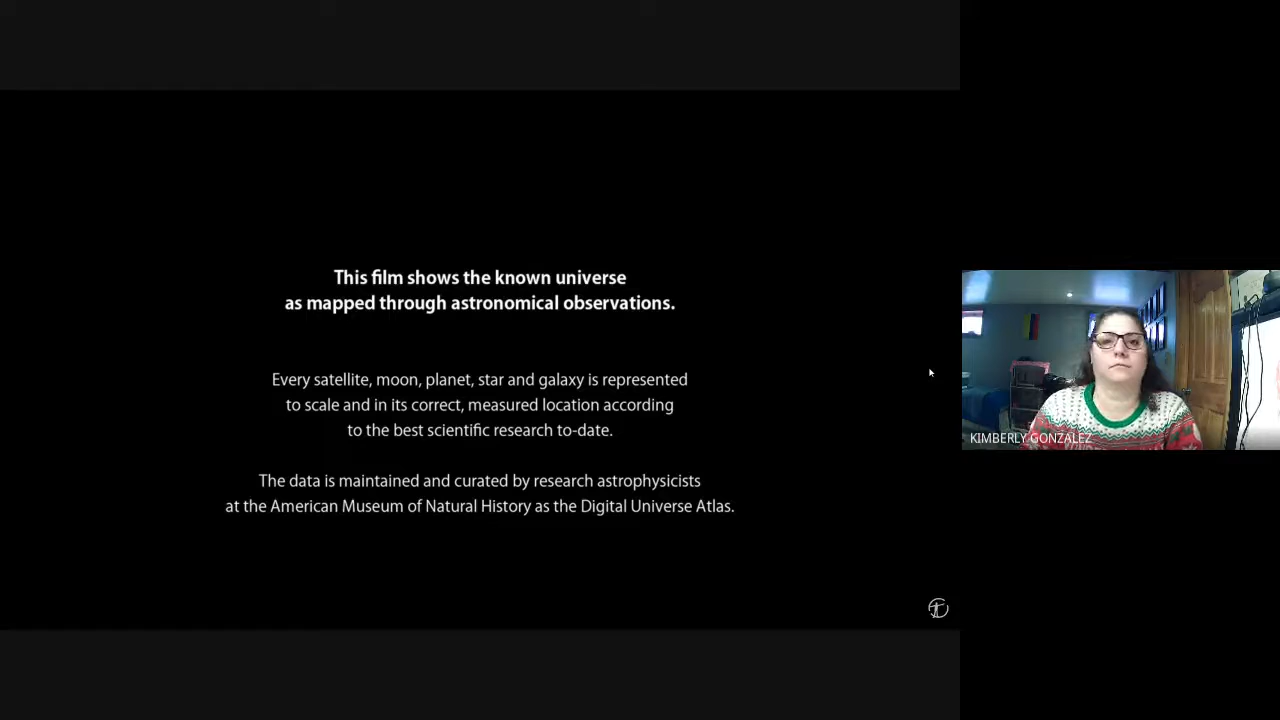 This film shows the known universe
as mapped through astronomical observations.
Every satellite, moon, planet, star and galaxy is represented
to scale and in its correct, measured location according
to the best scientific research to-date.
The data is maintained and curated by research astrophysicists
at the American Museum of Natural History as the Digital Universe Atlas.
KIMBERLY GONZALEZ